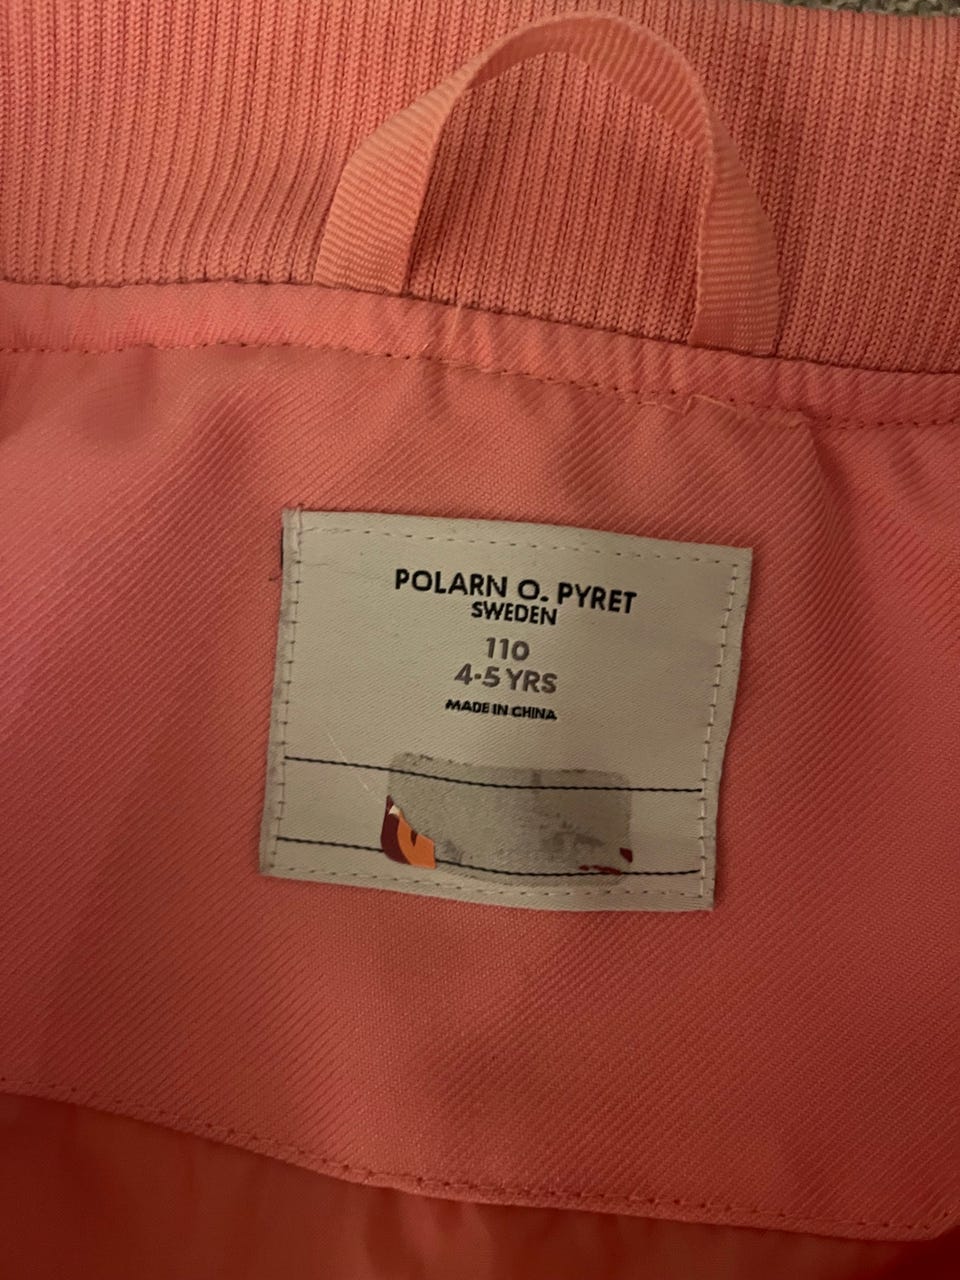 POLARN O. PYRET
SWEDEN
110
4-5 YRS
MADE IN CHINA